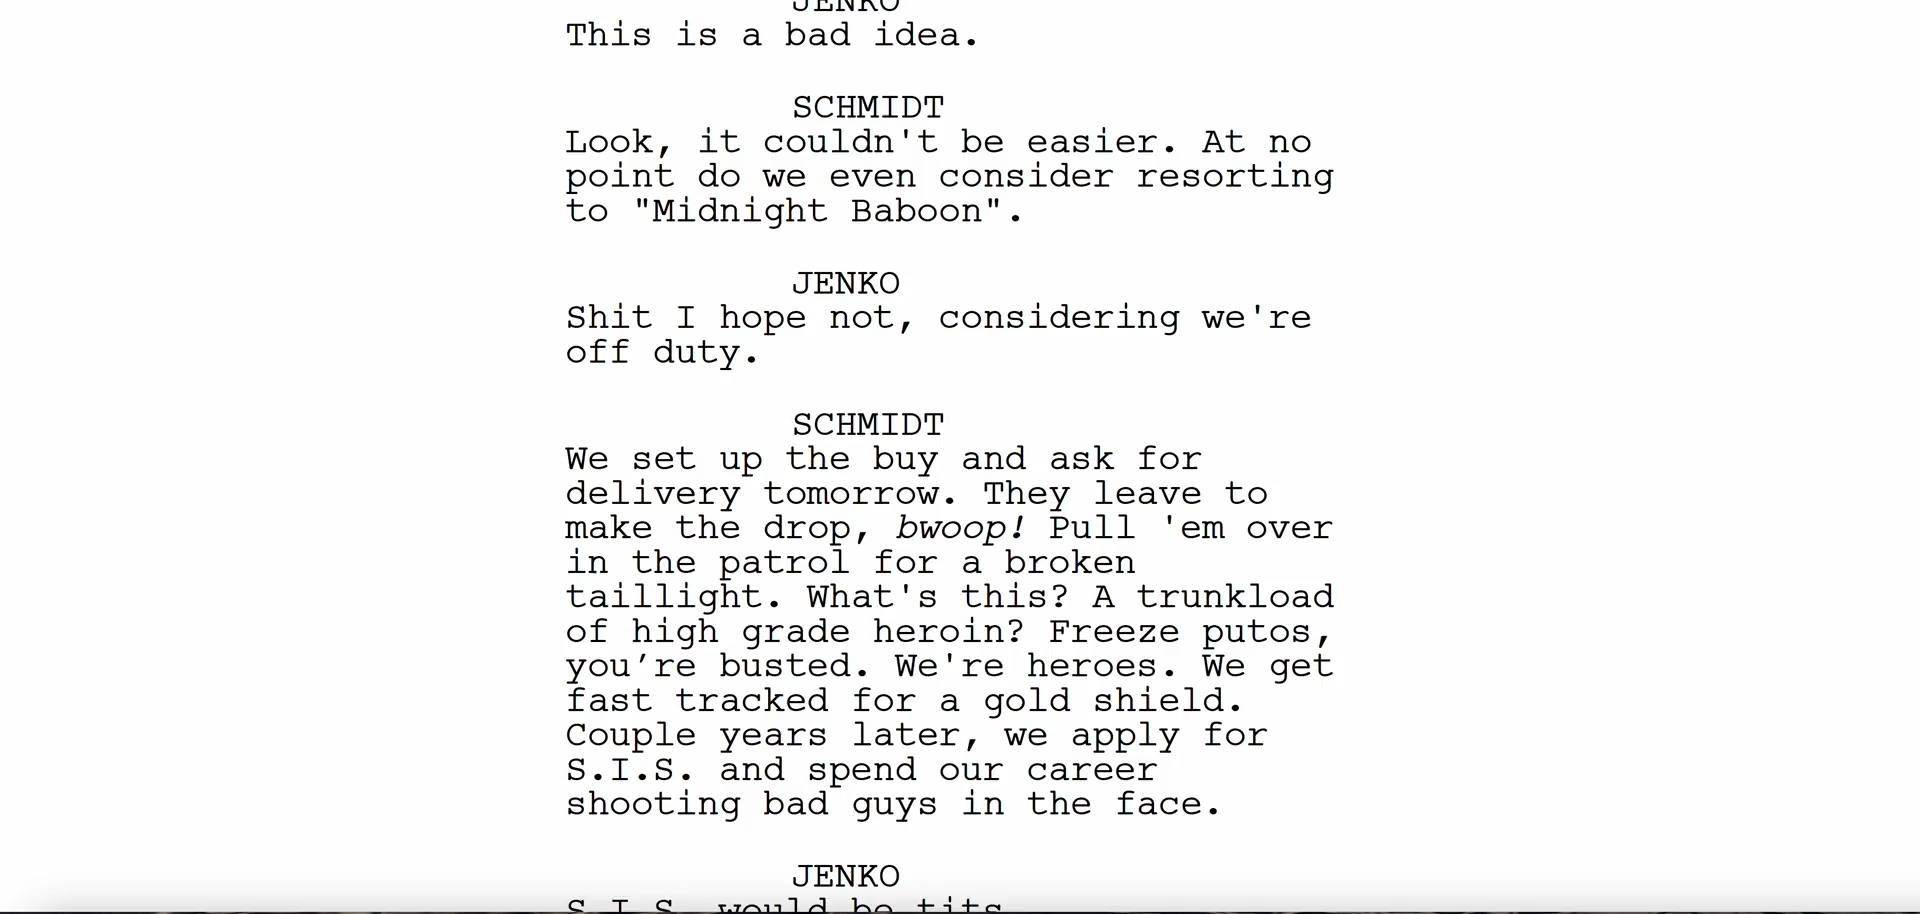 JENKO
This is a bad idea.
SCHMIDT
Look, it couldn't be easier. At no
point do we even consider resorting
to "Midnight Baboon".
JENKO
Shit I hope not, considering we're
off duty.
SCHMIDT
We set up the buy and ask for
delivery tomorrow. They leave to
make the drop, bwoop! Pull 'em over
in the patrol for a broken
taillight. What's this? A trunkload
of high grade heroin? Freeze putos,
you’re busted. We're heroes. We get
fast tracked for a gold shield.
Couple years later, we apply for
S.I.S. and spend our career
shooting bad guys in the face.
JENKO
S.I.S. would be tits.